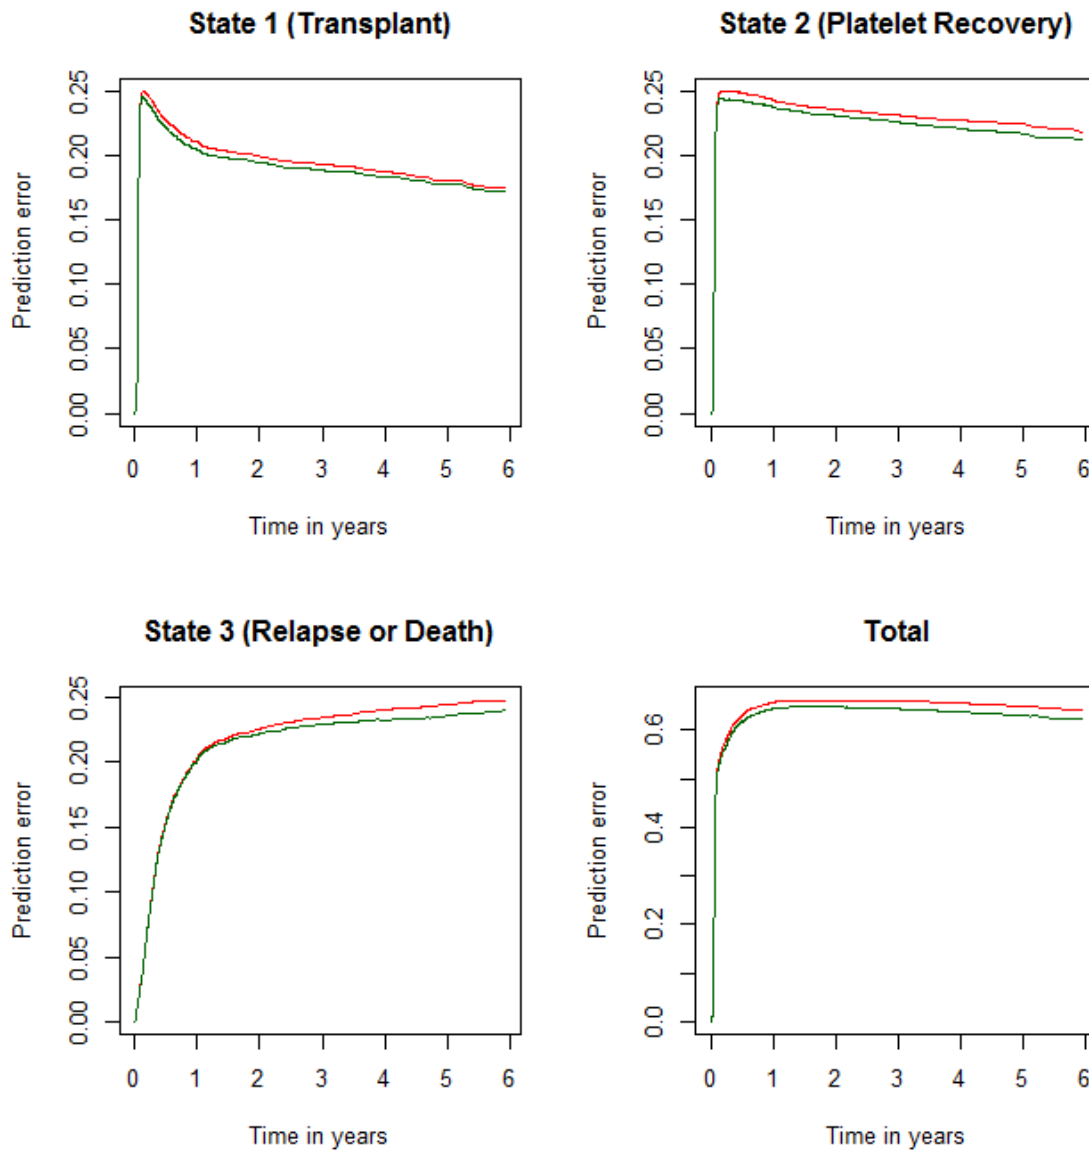 State 1 (Transplant)
Prediction error
0.00 0.05 0.10 0.15 0.20 0.25
0 1 2 3 4 5 6
Time in years
State 2 (Platelet Recovery)
Prediction error
0.00 0.05 0.10 0.15 0.20 0.25
0 1 2 3 4 5 6
Time in years
State 3 (Relapse or Death)
Prediction error
0.00 0.05 0.10 0.15 0.20 0.25
0 1 2 3 4 5 6
Time in years
Total
Prediction error
0.0 0.2 0.4 0.6
0 1 2 3 4 5 6
Time in years